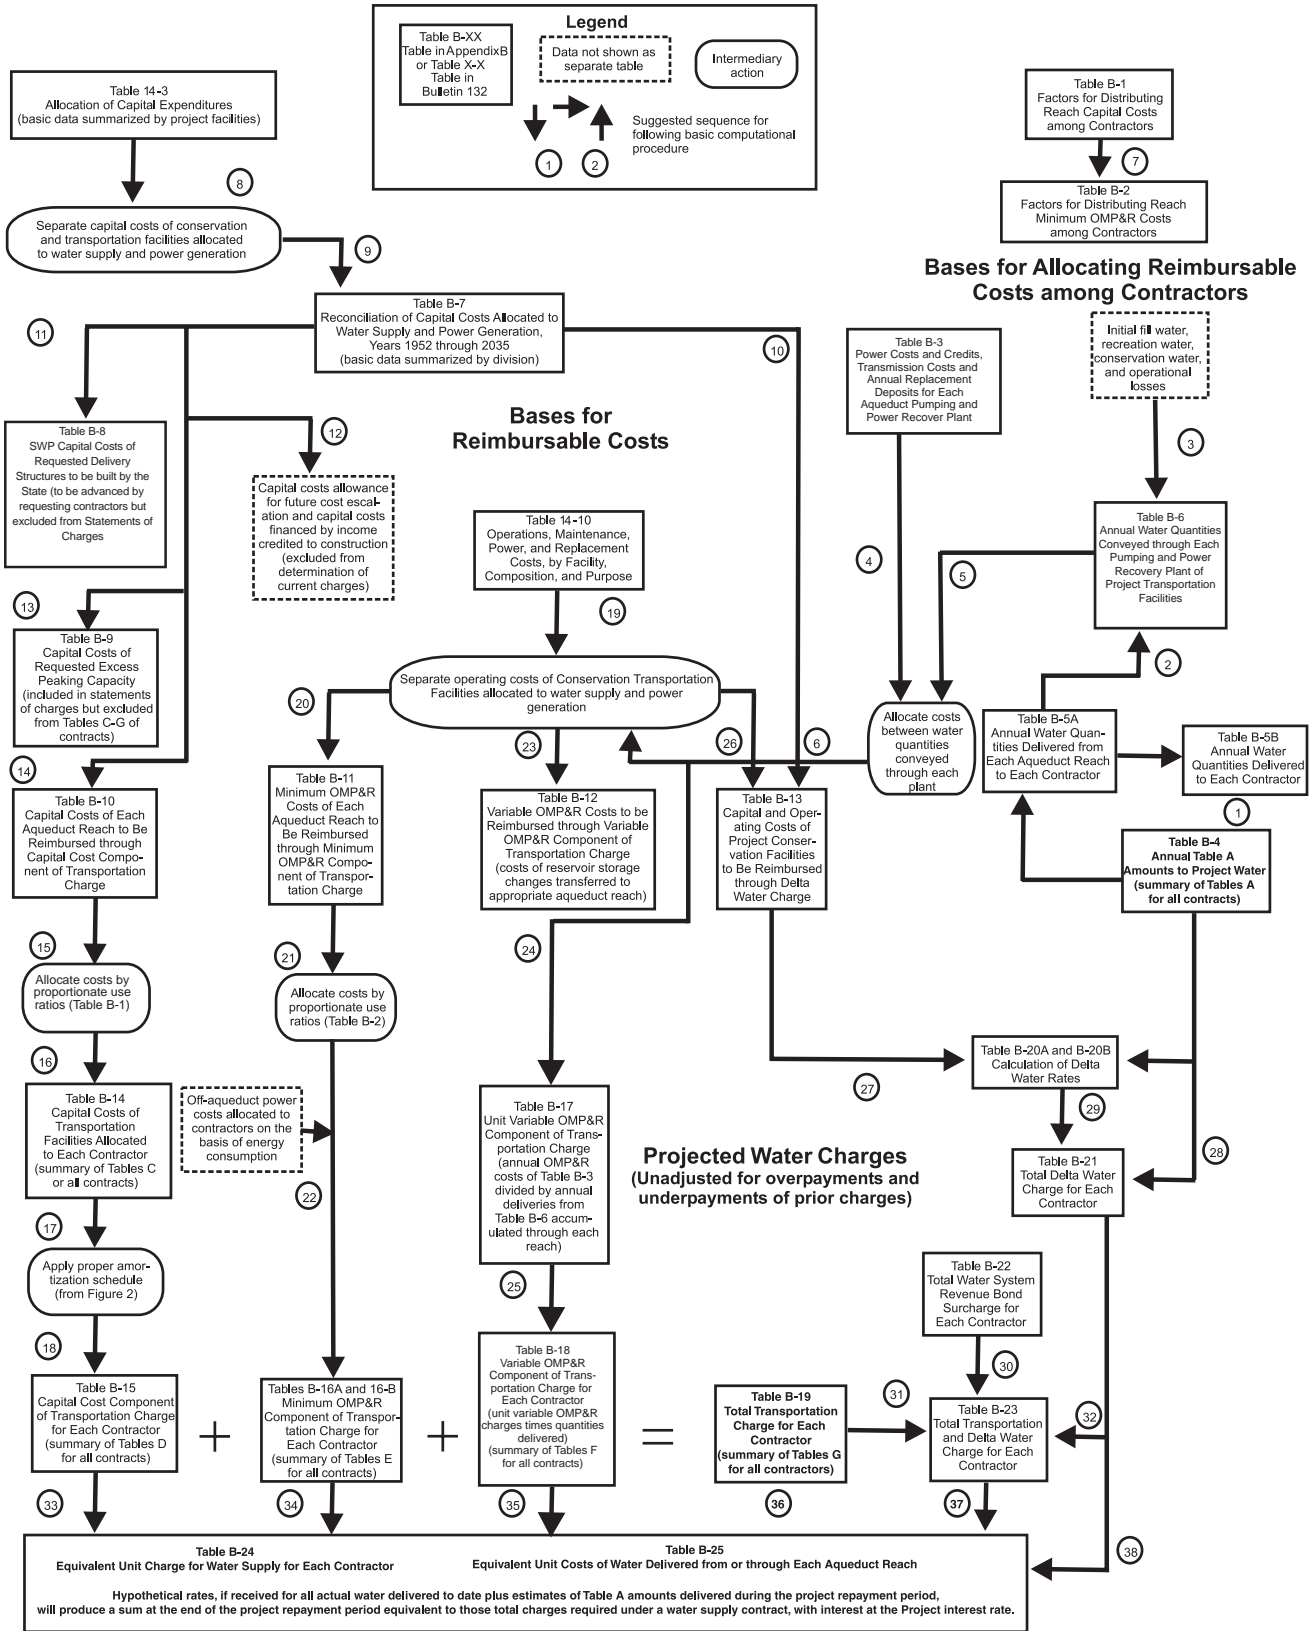 Legend
Table B-XX
Table in Appendix B
or Table X-X
Table in
Bulletin 132
Data not shown as
separate table
Intermediary
action
Suggested sequence for
following basic computational
procedure
1
2
Table 14-3
Allocation of Capital Expenditures
(basic data summarized by project facilities)
8
Separate capital costs of conservation
and transportation facilities allocated
to water supply and power generation
9
Table B-1
Factors for Distributing
Reach Capital Costs
among Contractors
7
Table B-2
Factors for Distributing Reach
Minimum OMP&R Costs
among Contractors
Bases for Allocating Reimbursable
Costs among Contractors
Table B-7
Reconciliation of Capital Costs Allocated to
Water Supply and Power Generation,
Years 1952 through 2035
(basic data summarized by division)
11
10
Table B-3
Power Costs and Credits,
Transmission Costs and
Annual Replacement
Deposits for Each
Aqueduct Pumping and
Power Recover Plant
Initial fill water,
recreation water,
conservation water,
and operational
losses
Bases for
Reimbursable Costs
Table B-8
SWP Capital Costs of
Requested Delivery
Structures to be built by the
State (to be advanced by
requesting contractors but
excluded from Statements of
Charges
12
Capital costs allowance
for future cost escal-
ation and capital costs
financed by income
credited to construction
(excluded from
determination of
current charges)
3
Table 14-10
Operations, Maintenance,
Power, and Replacement
Costs, by Facility,
Composition, and Purpose
Table B-6
Annual Water Quantities
Conveyed through Each
Pumping and Power
Recovery Plant of
Project Transportation
Facilities
4
5
13
19
Table B-9
Capital Costs of
Requested Excess
Peaking Capacity
(included in statements
of charges but excluded
from Tables C-G of
contracts)
Separate operating costs of Conservation Transportation
Facilities allocated to water supply and power
generation
2
20
23
26
6
Allocate costs
between water
quantities
conveyed
through each
plant
Table B-5A
Annual Water Quan-
tities Delivered from
Each Aqueduct Reach
to Each Contractor
Table B-5B
Annual Water
Quantities Delivered
to Each Contractor
14
Table B-10
Capital Costs of Each
Aqueduct Reach to Be
Reimbursed through
Capital Cost Compo-
nent of Transportation
Charge
Table B-11
Minimum OMP&R
Costs of Each
Aqueduct Reach to
Be Reimbursed
through Minimum
OMP&R Compo-
nent of Transpor-
tation Charge
Table B-12
Variable OMP&R Costs to be
Reimbursed through Variable
OMP&R Component of
Transportation Charge
(costs of reservoir storage
changes transferred to
appropriate aqueduct reach)
Table B-13
Capital and Oper-
ating Costs of
Project Conser-
vation Facilities
to Be Reimbursed
through Delta
Water Charge
1
Table B-4
Annual Table A
Amounts to Project Water
(summary of Tables A
for all contracts)
15
21
24
Allocate costs by
proportionate use
ratios (Table B-1)
Allocate costs by
proportionate use
ratios (Table B-2)
16
27
Table B-20A and B-20B
Calculation of Delta
Water Rates
Table B-14
Capital Costs of
Transportation
Facilities Allocated
to Each Contractor
(summary of Tables C
or all contracts)
Off-aqueduct power
costs allocated to
contractors on the
basis of energy
consumption
22
Table B-17
Unit Variable OMP&R
Component of Trans-
portation Charge
(annual OMP&R
costs of Table B-3
divided by annual
deliveries from
Table B-6 accum-
ulated through each
reach)
29
28
Projected Water Charges
(Unadjusted for overpayments and
underpayments of prior charges)
Table B-21
Total Delta Water
Charge for Each
Contractor
17
Apply proper amor-
tization schedule
(from Figure 2)
25
Table B-22
Total Water System
Revenue Bond
Surcharge for
Each Contractor
18
30
Table B-15
Capital Cost Component
of Transportation Charge
for Each Contractor
(summary of Tables D
for all contracts)
+
Tables B-16A and 16-B
Minimum OMP&R
Component of Transpor-
tation Charge for
Each Contractor
(summary of Tables E
for all contracts)
+
Table B-18
Variable OMP&R
Component of Trans-
portation Charge for
Each Contractor
(unit variable OMP&R
charges times quantities
delivered)
(summary of Tables F
for all contracts)
=
Table B-19
Total Transportation
Charge for Each
Contractor
(summary of Tables G
for all contractors)
31
Table B-23
Total Transportation
and Delta Water
Charge for Each
Contractor
32
33
34
35
36
37
38
Table B-24
Equivalent Unit Charge for Water Supply for Each Contractor
Table B-25
Equivalent Unit Costs of Water Delivered from or through Each Aqueduct Reach
Hypothetical rates, if received for all actual water delivered to date plus estimates of Table A amounts delivered during the project repayment period,
will produce a sum at the end of the project repayment period equivalent to those total charges required under a water supply contract, with interest at the Project interest rate.